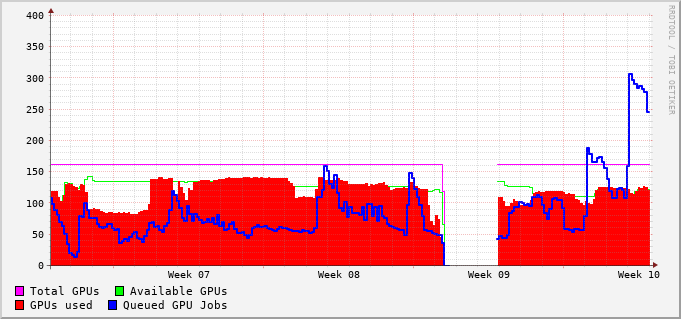 400
350
300
250
200
150
100
50
0
Week 07 Week 08 Week 09 Week 10
Total GPUs Available GPUs
GPUs used Queued GPU Jobs
RRDTOOL / TOBI OETIKER